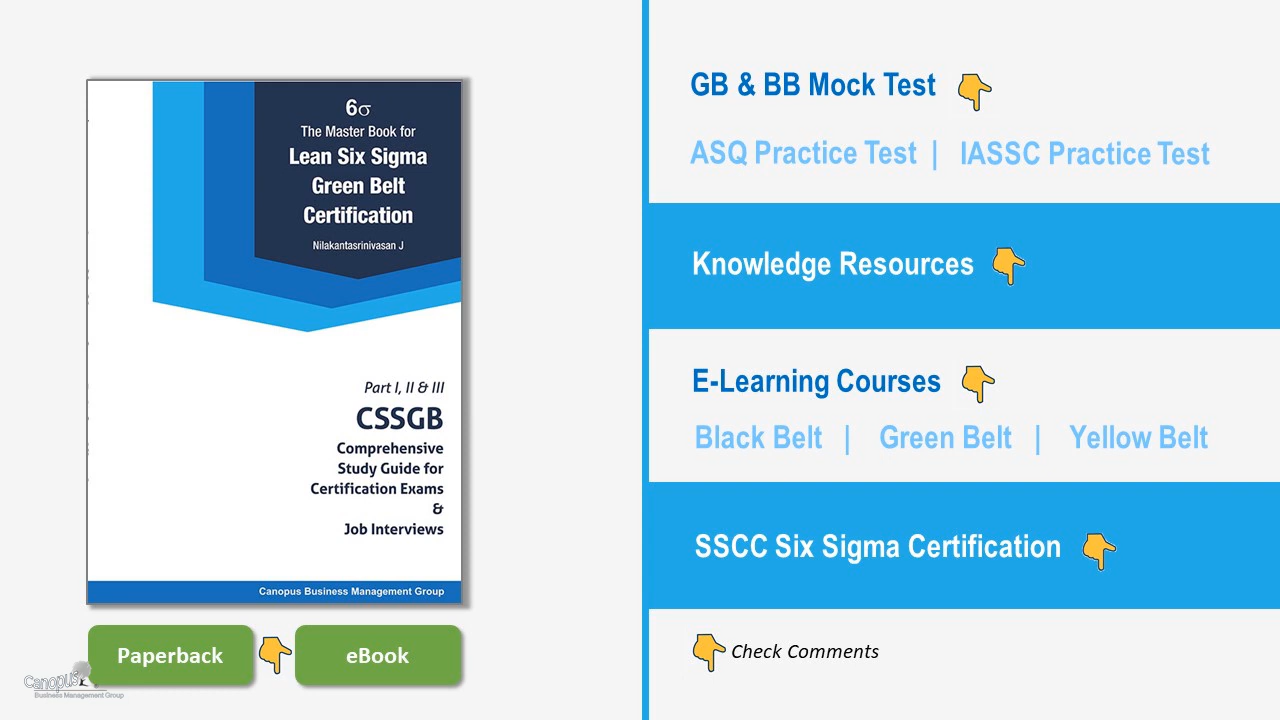 6σ
The Master Book for
Lean Six Sigma
Green Belt
Certification
Nilakantasrinivasan J
Part I, II & III
CSSGB
Comprehensive
Study Guide for
Certification Exams
&
Job Interviews
Canopus Business Management Group
Paperback
eBook
Canopus
Business Management Group
GB & BB Mock Test
ASQ Practice Test | IASSC Practice Test
Knowledge Resources
E-Learning Courses
Black Belt | Green Belt | Yellow Belt
SSCC Six Sigma Certification
Check Comments